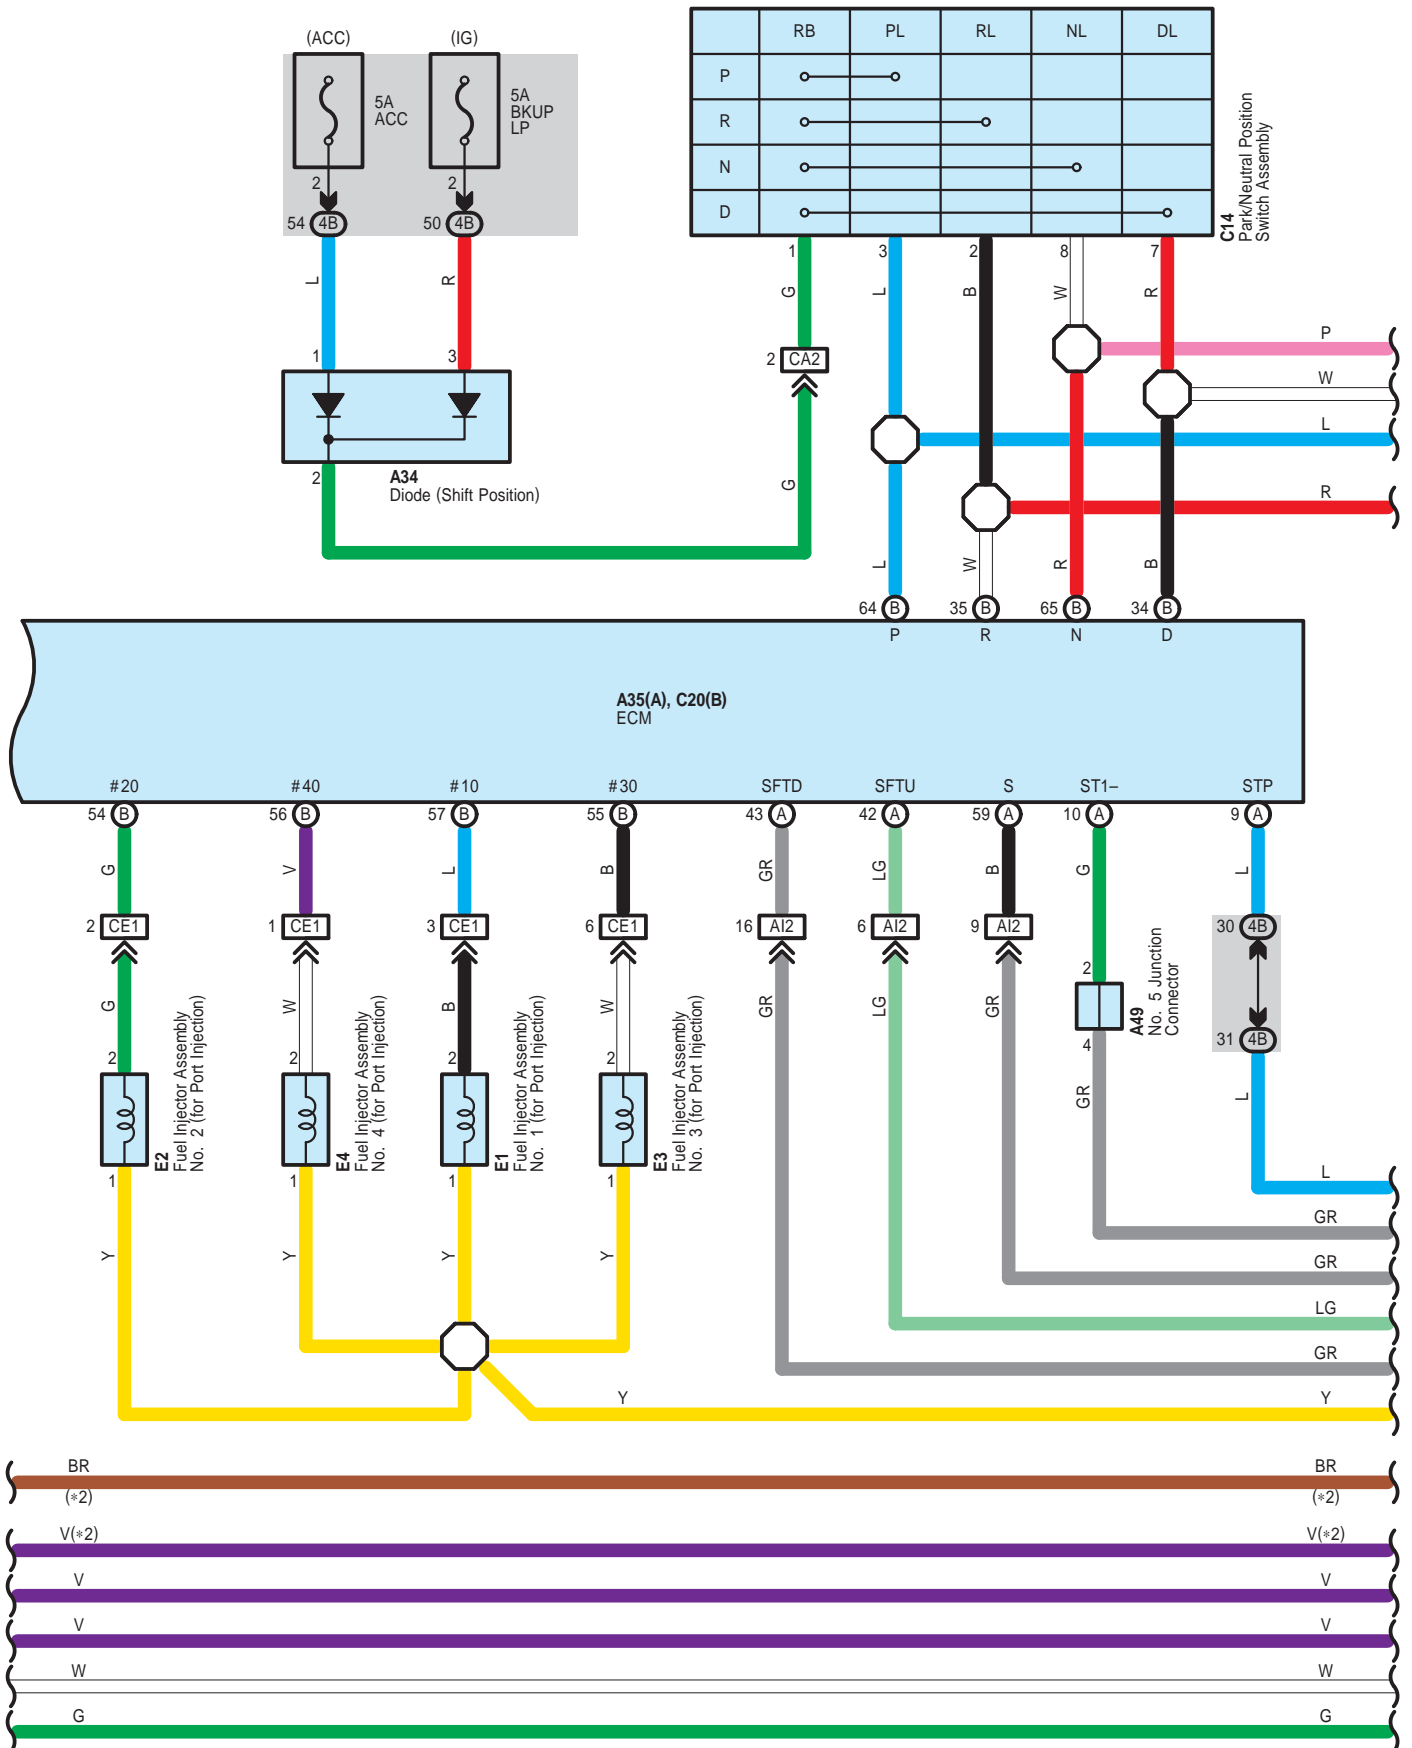 (ACC)
(IG)
5A
ACC
5A
BKUP
LP
2
2
54 4B
50 4B
L
R
1
3
A34
Diode (Shift Position)
2
RB PL RL NL DL
P
R
N
D
C14
Park/Neutral Position
Switch Assembly
1 3 2 8 7
G L B W R
2 CA2
G
P
W
L
R
L W R B
64 B 35 B 65 B 34 B
P R N D
A35(A), C20(B)
ECM
#20 #40 #10 #30 SFTD SFTU S ST1– STP
54 B 56 B 57 B 55 B 43 A 42 A 59 A 10 A 9 A
G V L B GR LG B G L
2 CE1 1 CE1 3 CE1 6 CE1 16 AI2 6 AI2 9 AI2 30 4B
2
G W B W GR LG GR
A49
No. 5 Junction
Connector
31 4B
4
2 2 2 2
GR L
E2
Fuel Injector Assembly
No. 2 (for Port Injection)
E4
Fuel Injector Assembly
No. 4 (for Port Injection)
E1
Fuel Injector Assembly
No. 1 (for Port Injection)
E3
Fuel Injector Assembly
No. 3 (for Port Injection)
1 1 1 1
Y Y Y Y
L
GR
GR
LG
GR
Y Y
BR BR
(*2) (*2)
V(*2) V(*2)
V V
V V
W W
G G